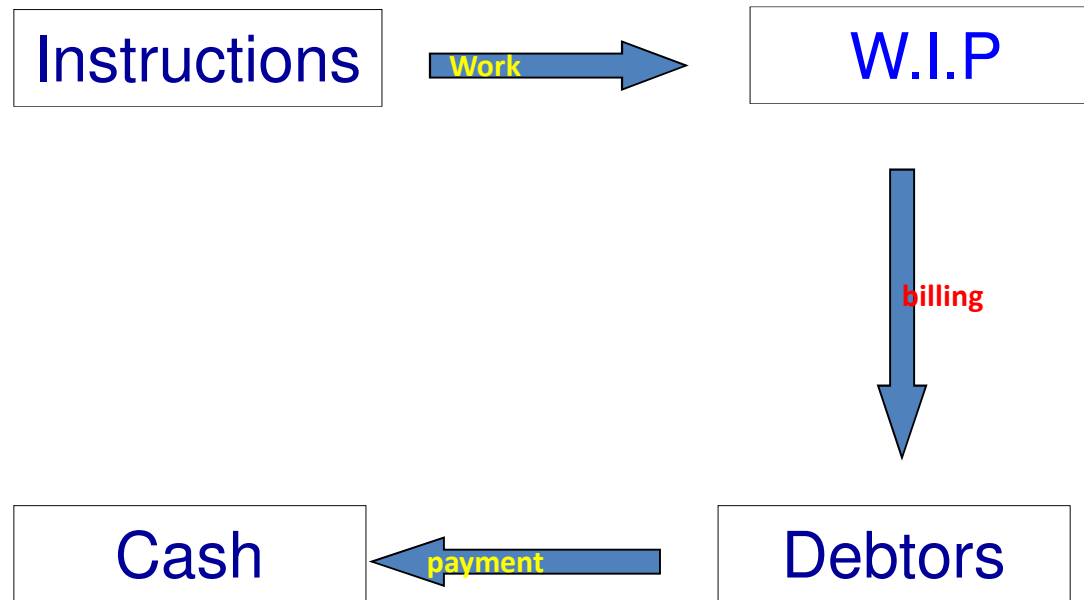 Instructions
Work
W.I.P
billing
Cash
payment
Debtors